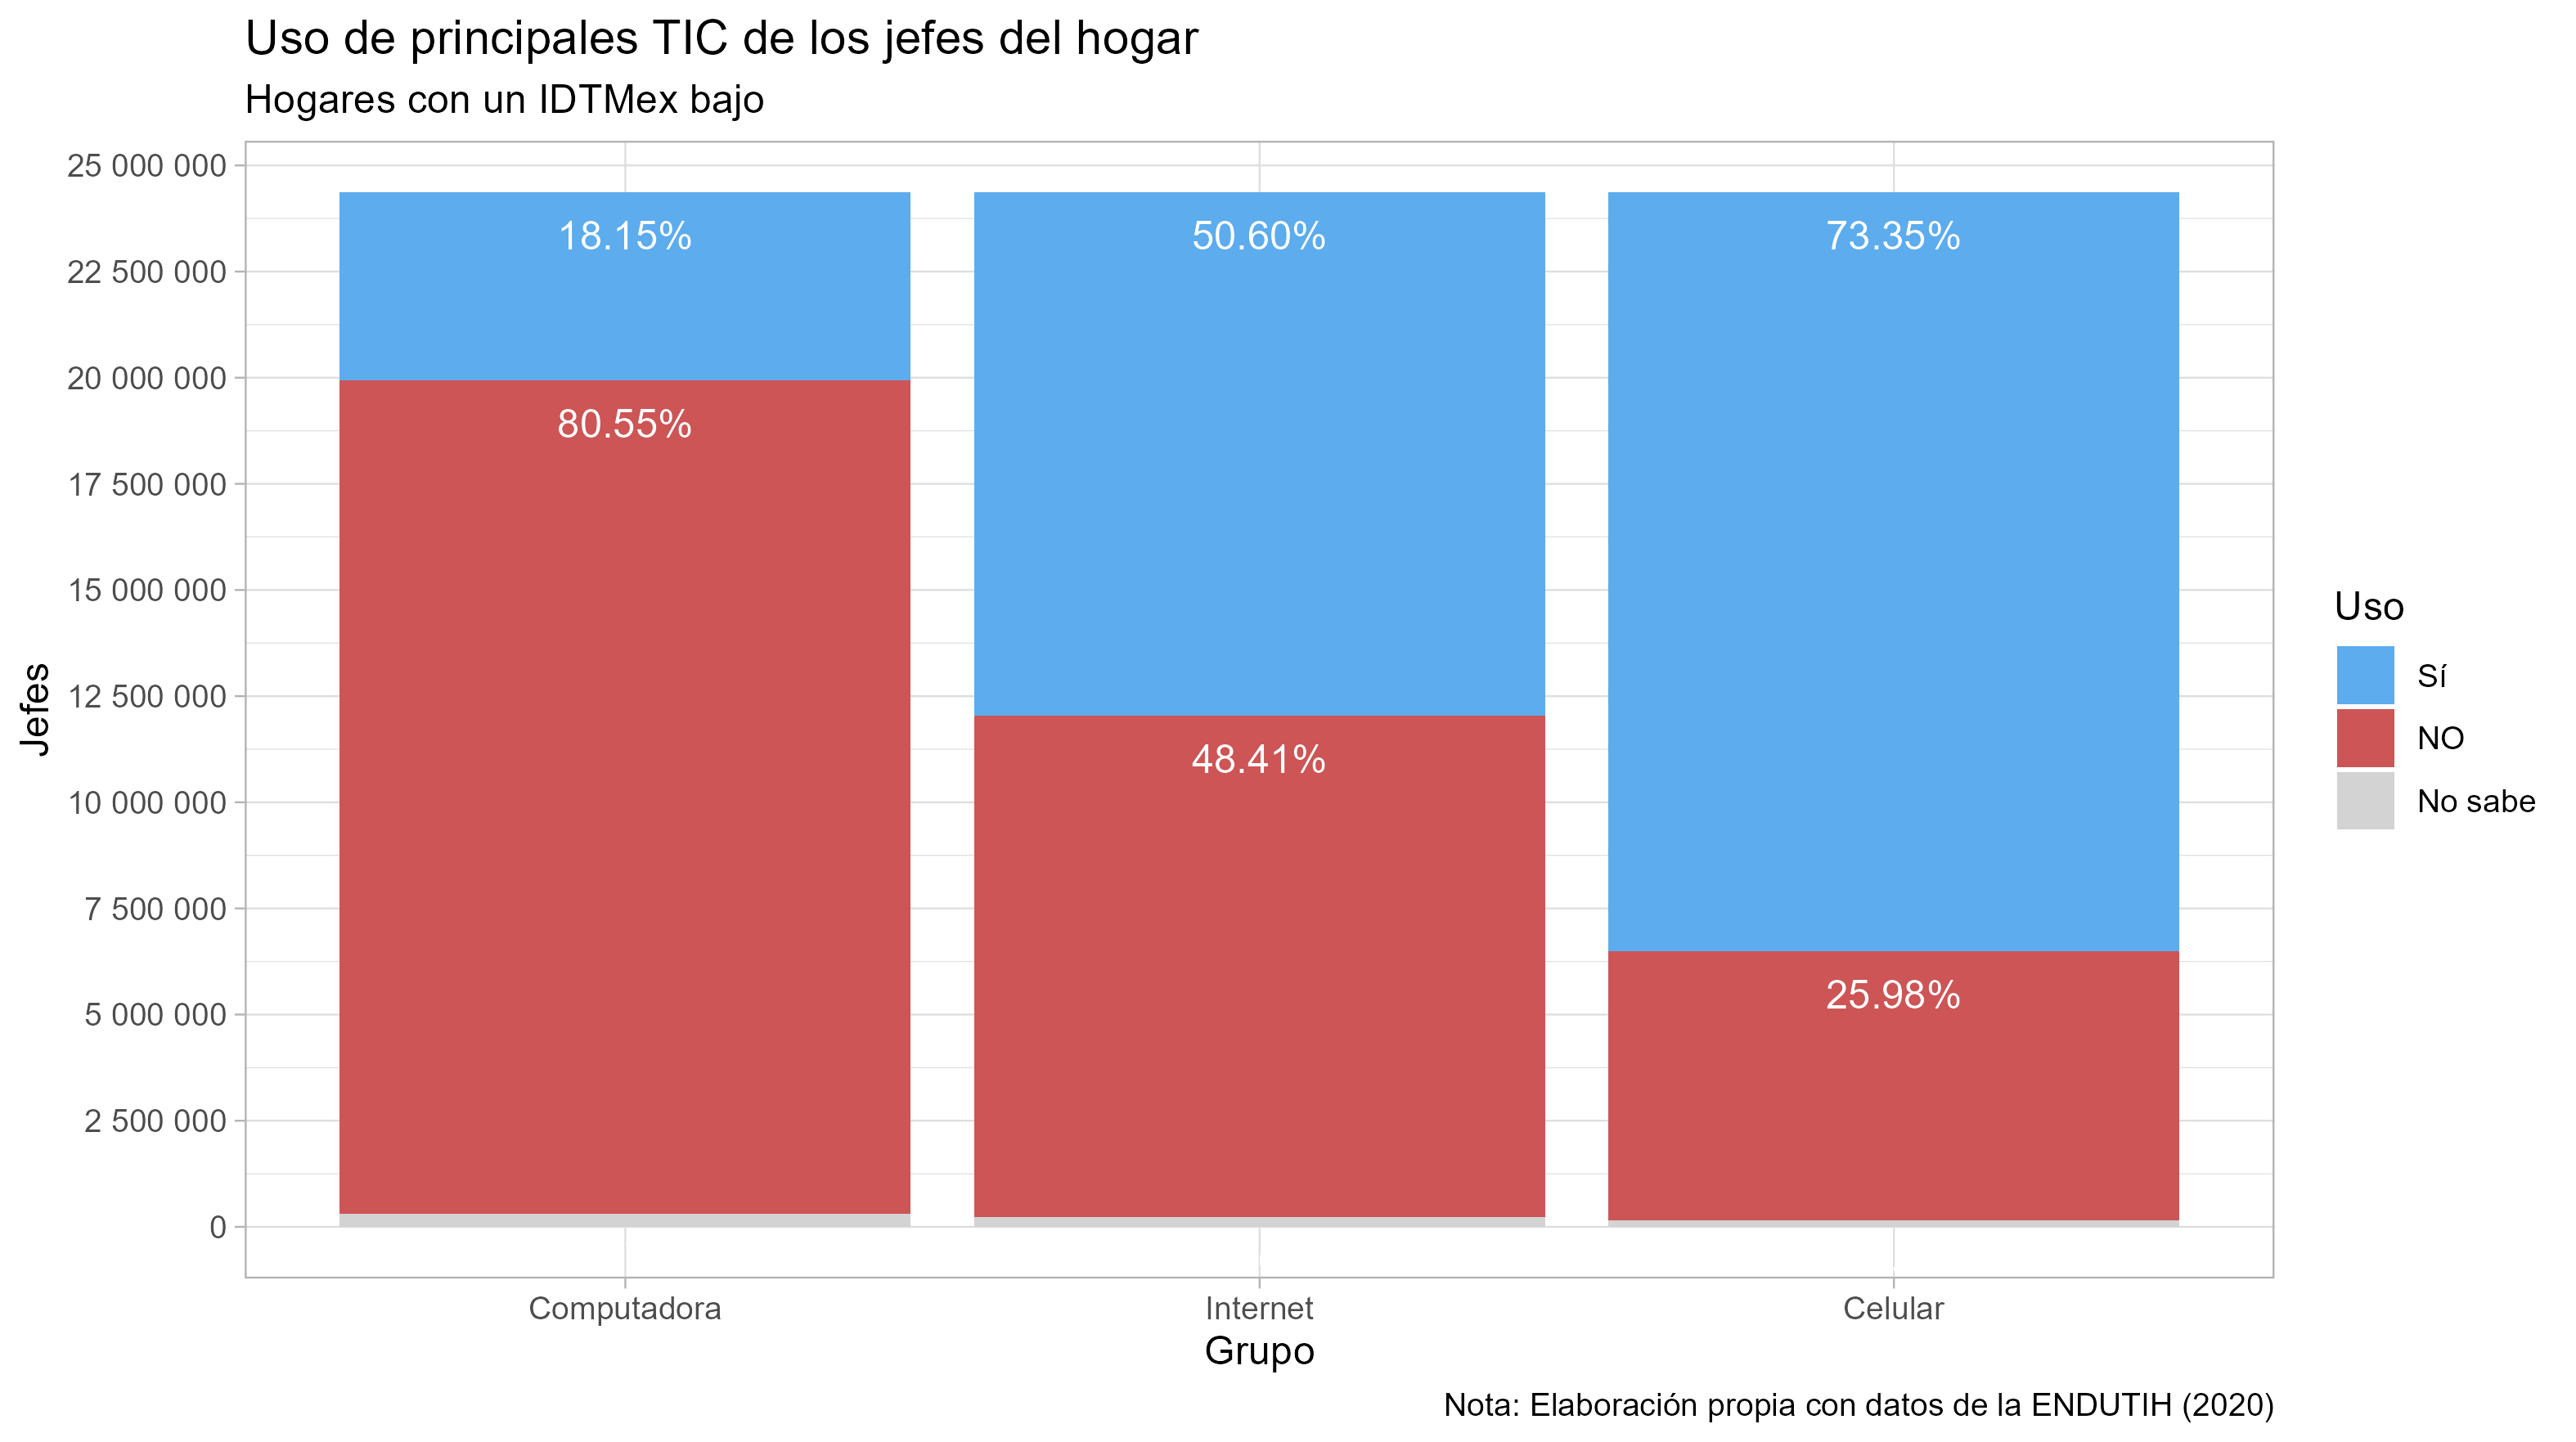 Uso de principales TIC de los jefes del hogar
Hogares con un IDTMex bajo
25 000 000
22 500 000
20 000 000
17 500 000
15 000 000
12 500 000
10 000 000
7 500 000
5 000 000
2 500 000
0
Jefes
18.15%
80.55%
50.60%
48.41%
73.35%
25.98%
Computadora
Internet
Celular
Grupo
Uso
Sí
NO
No sabe
Nota: Elaboración propia con datos de la ENDUTIH (2020)